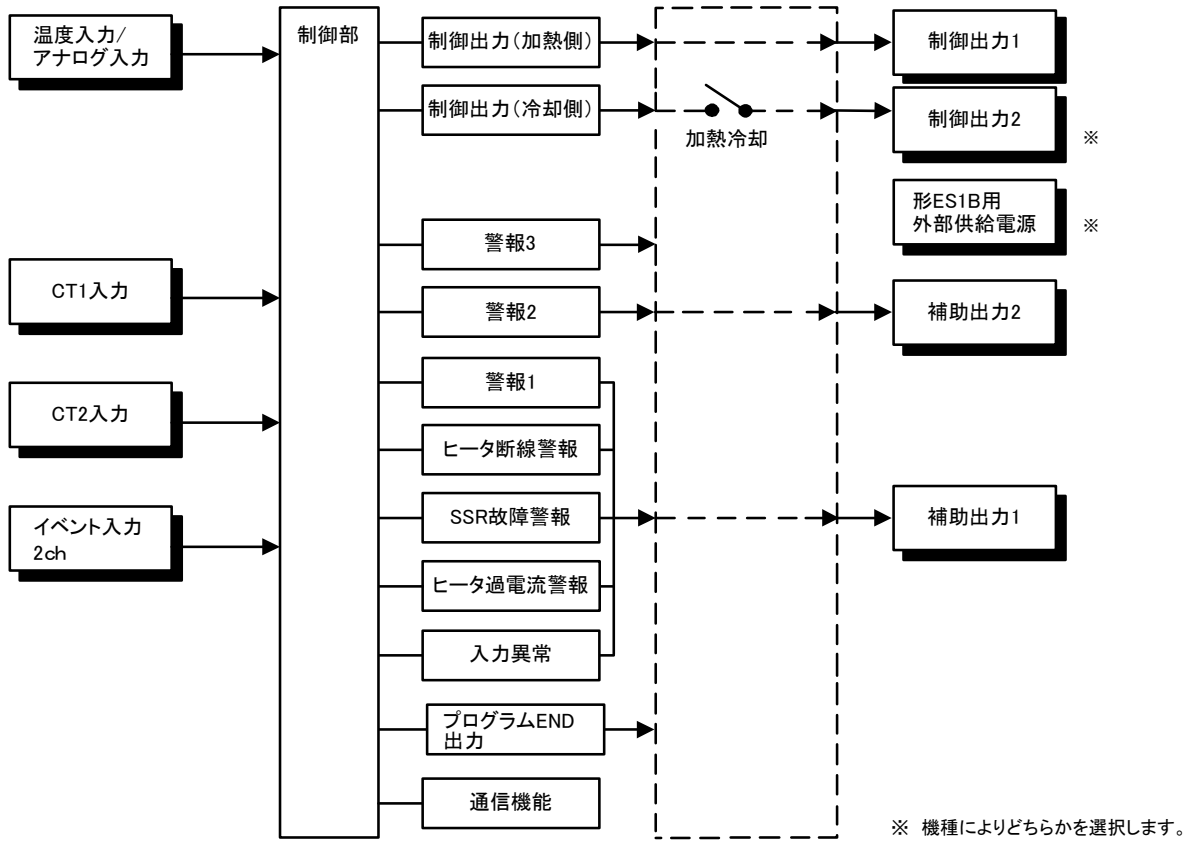 温度入力/
アナログ入力
制御部
制御出力(加熱側)
制御出力1
制御出力(冷却側)
加熱冷却
制御出力2
※
形ES1B用
外部供給電源
※
警報3
CT1入力
警報2
補助出力2
警報1
CT2入力
ヒータ断線警報
SSR故障警報
補助出力1
イベント入力
2ch
ヒータ過電流警報
入力異常
プログラムEND
出力
通信機能
※ 機種によりどちらかを選択します。